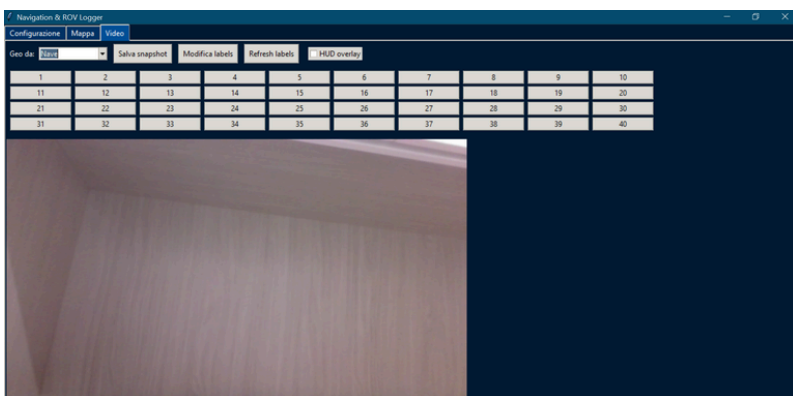 Navigation & ROV Logger
Configurazione Mappa Video
Geo da: Nave Salva snapshot Modifica labels Refresh labels HUD overlay
1 2 3 4 5 6 7 8 9 10
11 12 13 14 15 16 17 18 19 20
21 22 23 24 25 26 27 28 29 30
31 32 33 34 35 36 37 38 39 40